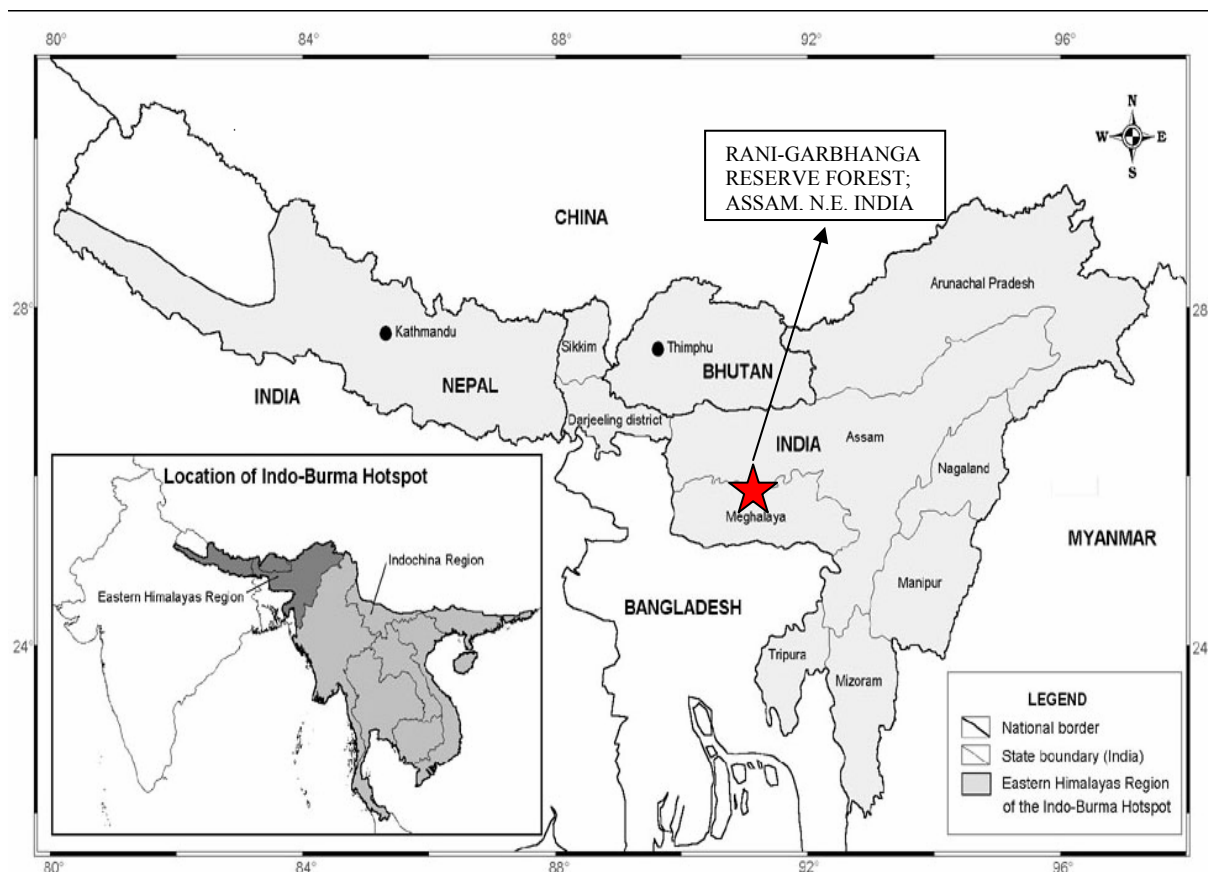 80°
84°
88°
92°
96°
N
W E
S
RANI-GARBHANGA
RESERVE FOREST;
ASSAM. N.E. INDIA
CHINA
Arunachal Pradesh
28°
28
Kathmandu
Sikkim
Thimphu
BHUTAN
NEPAL
INDIA
Darjeeling district
INDIA
Assam
Nagaland
Meghalaya
MYANMAR
Manipur
BANGLADESH
Tripura
Mizoram
24°
24
Location of Indo-Burma Hotspot
Indochina Region
Eastern Himalayas Region
LEGEND
National border
State boundary (India)
Eastern Himalayas Region
of the Indo-Burma Hotspot
80°
84°
88°
92°
96°